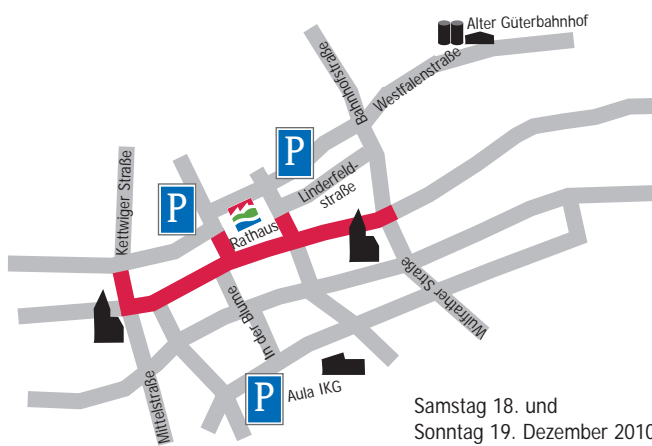 Alter Güterbahnhof
Bahnhofstraße
Westfalenstraße
P
Linderfeld-
straße
Kettwiger Straße
P
Rathaus
Wülfrather Straße
In der Blume
Mittelstraße
P
Aula IKG
Samstag 18. und
Sonntag 19. Dezember 2010